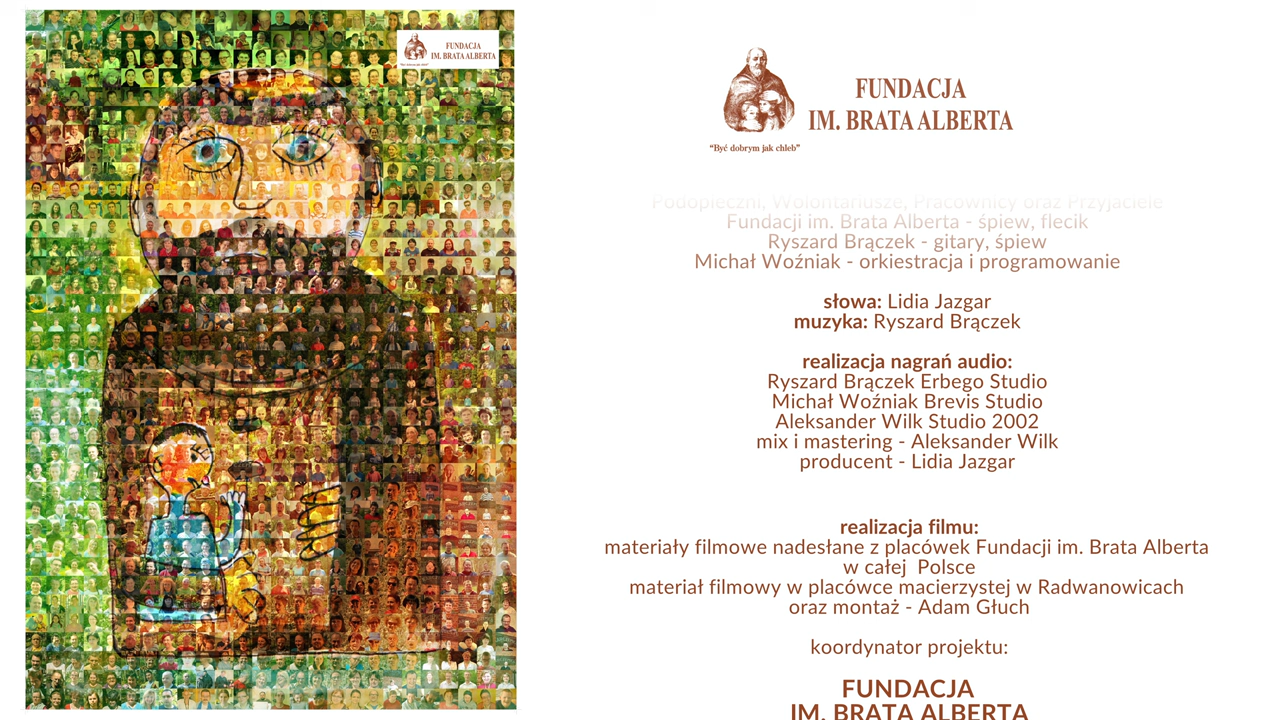 FUNDACJA
IM. BRATA ALBERTA
FUNDACJA
IM. BRATA ALBERTA
“Być dobrym jak chleb”
Podopieczni, Wolontariusze, Pracownicy oraz Przyjaciele
Fundacji im. Brata Alberta - śpiew, flecik
Ryszard Brączek - gitary, śpiew
Michał Woźniak - orkiestracja i programowanie
słowa: Lidia Jazgar
muzyka: Ryszard Brączek
realizacja nagrań audio:
Ryszard Brączek Erbego Studio
Michał Woźniak Brevis Studio
Aleksander Wilk Studio 2002
mix i mastering - Aleksander Wilk
producent - Lidia Jazgar
realizacja filmu:
materiały filmowe nadesłane z placówek Fundacji im. Brata Alberta
w całej Polsce
materiał filmowy w placówce macierzystej w Radwanowicach
oraz montaż - Adam Głuch
koordynator projektu:
FUNDACJA
IM. BRATA ALBERTA